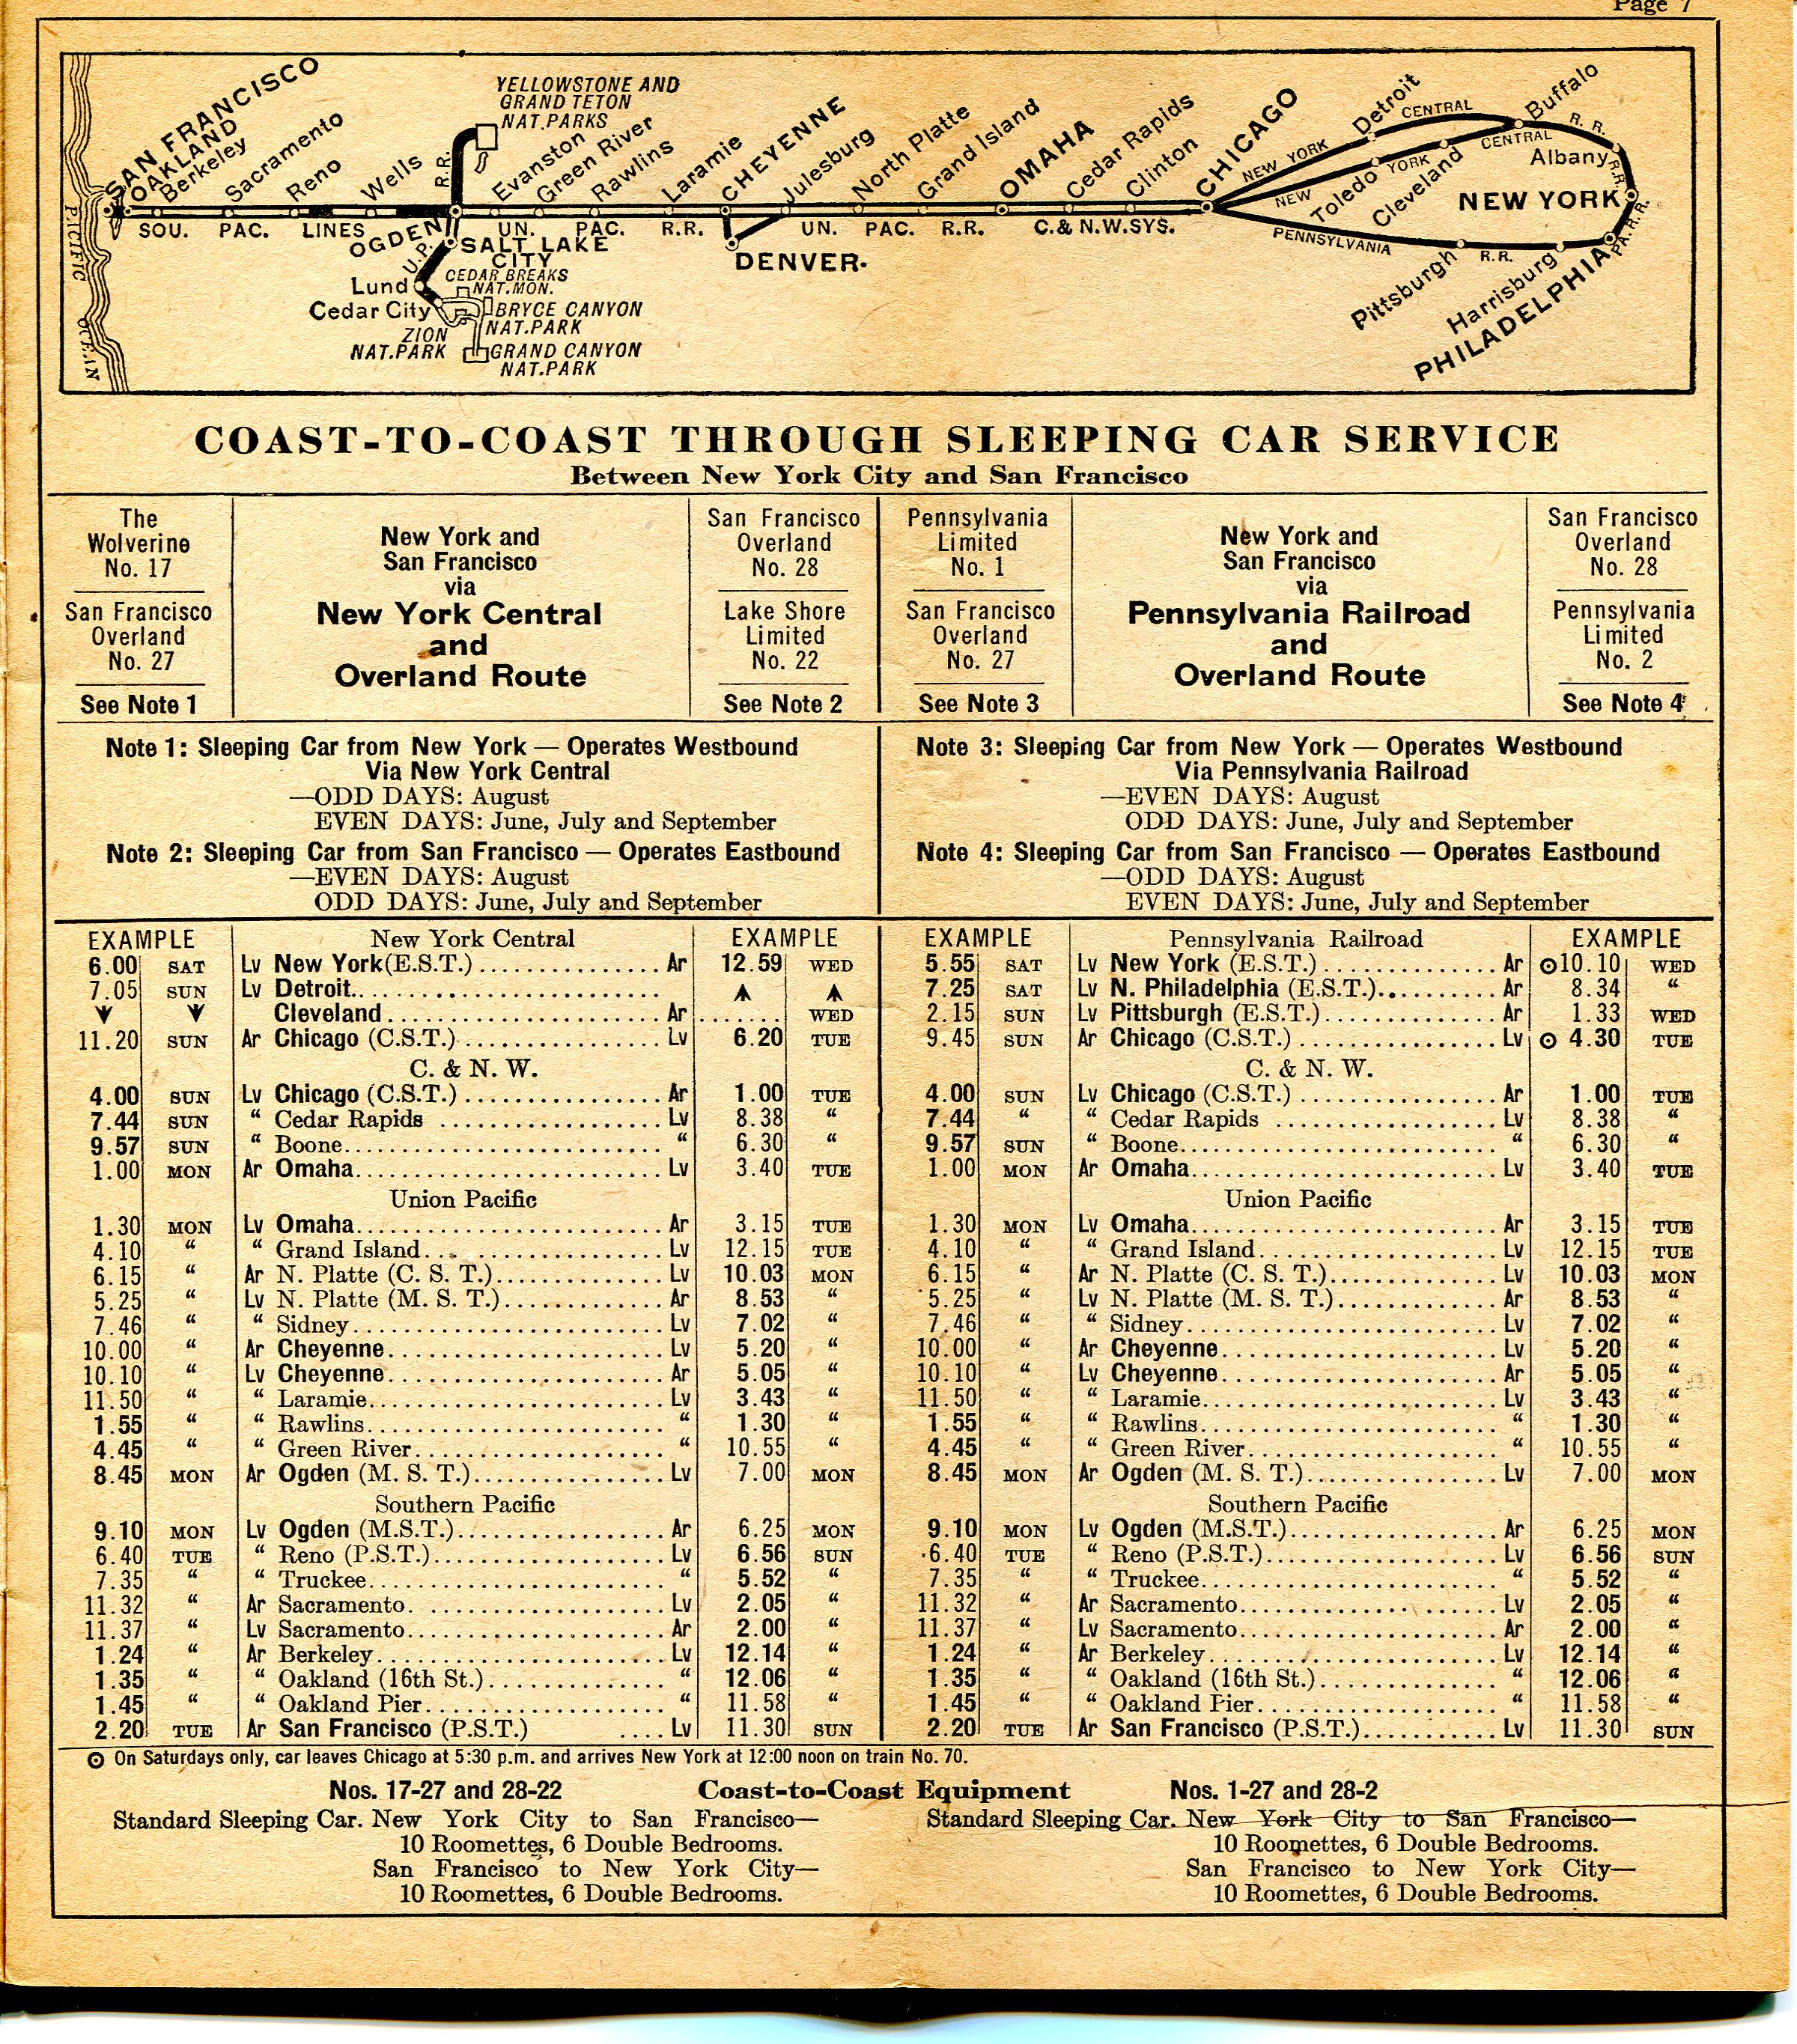 Page 7
SAN FRANCISCO
OAKLAND
Berkeley
Sacramento
Reno
Wells
R.R.
YELLOWSTONE AND
GRAND TETON
NAT. PARKS
Evanston
Green River
Rawlins
Laramie
CHEYENNE
Julesburg
North Platte
Grand Island
OMAHA
Cedar Rapids
Clinton
CHICAGO
NEW YORK CENTRAL R. R.
Detroit
Buffalo
NEW YORK CENTRAL
Toledo
Cleveland
Albany
R.R.
NEW YORK
PA. R.R.
PENNSYLVANIA R.R.
Pittsburgh
Harrisburg
PHILADELPHIA
PACIFIC OCEAN
SOU. PAC. LINES
OGDEN
UN. PAC. R.R.
UN. PAC. R.R.
C. & N.W. SYS.
SALT LAKE
CITY
U.P.
DENVER
Lund
Cedar City
CEDAR BREAKS
NAT. MON.
BRYCE CANYON
NAT. PARK
ZION
NAT. PARK
GRAND CANYON
NAT. PARK
COAST-TO-COAST THROUGH SLEEPING CAR SERVICE
Between New York City and San Francisco
The
Wolverine
No. 17
San Francisco
Overland
No. 27
See Note 1
New York and
San Francisco
via
New York Central
and
Overland Route
San Francisco
Overland
No. 28
Lake Shore
Limited
No. 22
See Note 2
Pennsylvania
Limited
No. 1
San Francisco
Overland
No. 27
See Note 3
New York and
San Francisco
via
Pennsylvania Railroad
and
Overland Route
San Francisco
Overland
No. 28
Pennsylvania
Limited
No. 2
See Note 4
Note 1: Sleeping Car from New York — Operates Westbound
Via New York Central
—ODD DAYS: August
EVEN DAYS: June, July and September
Note 2: Sleeping Car from San Francisco — Operates Eastbound
—EVEN DAYS: August
ODD DAYS: June, July and September
Note 3: Sleeping Car from New York — Operates Westbound
Via Pennsylvania Railroad
—EVEN DAYS: August
ODD DAYS: June, July and September
Note 4: Sleeping Car from San Francisco — Operates Eastbound
—ODD DAYS: August
EVEN DAYS: June, July and September
EXAMPLE New York Central EXAMPLE
6.00 SAT Lv New York(E.S.T.) Ar 12.59 WED
7.05 SUN Lv Detroit
Cleveland Ar ........ WED
11.20 SUN Ar Chicago (C.S.T.) Lv 6.20 TUE
C. & N. W.
4.00 SUN Lv Chicago (C.S.T.) Ar 1.00 TUE
7.44 SUN “ Cedar Rapids Lv 8.38 “
9.57 SUN “ Boone “ 6.30 “
1.00 MON Ar Omaha Lv 3.40 TUE
Union Pacific
1.30 MON Lv Omaha Ar 3.15 TUE
4.10 “ “ Grand Island Lv 12.15 TUE
6.15 “ Ar N. Platte (C. S. T.) Lv 10.03 MON
5.25 “ Lv N. Platte (M. S. T.) Ar 8.53 “
7.46 “ “ Sidney Lv 7.02 “
10.00 “ Ar Cheyenne Lv 5.20 “
10.10 “ Lv Cheyenne Ar 5.05 “
11.50 “ “ Laramie Lv 3.43 “
1.55 “ “ Rawlins “ 1.30 “
4.45 “ “ Green River “ 10.55 “
8.45 MON Ar Ogden (M. S. T.) Lv 7.00 MON
Southern Pacific
9.10 MON Lv Ogden (M.S.T.) Ar 6.25 MON
6.40 TUE “ Reno (P.S.T.) Lv 6.56 SUN
7.35 “ “ Truckee “ 5.52 “
11.32 “ Ar Sacramento Lv 2.05 “
11.37 “ Lv Sacramento Ar 2.00 “
1.24 “ Ar Berkeley Lv 12.14 “
1.35 “ “ Oakland (16th St.) “ 12.06 “
1.45 “ “ Oakland Pier “ 11.58 “
2.20 TUE Ar San Francisco (P.S.T.) Lv 11.30 SUN
EXAMPLE Pennsylvania Railroad EXAMPLE
5.55 SAT Lv New York (E.S.T.) Ar ⊙10.10 WED
7.25 SAT Lv N. Philadelphia (E.S.T.) Ar 8.34 “
2.15 SUN Lv Pittsburgh (E.S.T.) Ar 1.33 WED
9.45 SUN Ar Chicago (C.S.T.) Lv ⊙ 4.30 TUE
C. & N. W.
4.00 SUN Lv Chicago (C.S.T.) Ar 1.00 TUE
7.44 “ “ Cedar Rapids Lv 8.38 “
9.57 SUN “ Boone “ 6.30 “
1.00 MON Ar Omaha Lv 3.40 TUE
Union Pacific
1.30 MON Lv Omaha Ar 3.15 TUE
4.10 “ “ Grand Island Lv 12.15 TUE
6.15 “ Ar N. Platte (C. S. T.) Lv 10.03 MON
5.25 “ Lv N. Platte (M. S. T.) Ar 8.53 “
7.46 “ “ Sidney Lv 7.02 “
10.00 “ Ar Cheyenne Lv 5.20 “
10.10 “ Lv Cheyenne Ar 5.05 “
11.50 “ “ Laramie Lv 3.43 “
1.55 “ “ Rawlins “ 1.30 “
4.45 “ “ Green River “ 10.55 “
8.45 MON Ar Ogden (M. S. T.) Lv 7.00 MON
Southern Pacific
9.10 MON Lv Ogden (M.S.T.) Ar 6.25 MON
6.40 TUE “ Reno (P.S.T.) Lv 6.56 SUN
7.35 “ “ Truckee “ 5.52 “
11.32 “ Ar Sacramento Lv 2.05 “
11.37 “ Lv Sacramento Ar 2.00 “
1.24 “ Ar Berkeley Lv 12.14 “
1.35 “ “ Oakland (16th St.) “ 12.06 “
1.45 “ “ Oakland Pier “ 11.58 “
2.20 TUE Ar San Francisco (P.S.T.) Lv 11.30 SUN
⊙ On Saturdays only, car leaves Chicago at 5:30 p.m. and arrives New York at 12:00 noon on train No. 70.
Nos. 17-27 and 28-22 Coast-to-Coast Equipment Nos. 1-27 and 28-2
Standard Sleeping Car. New York City to San Francisco—
10 Roomettes, 6 Double Bedrooms.
San Francisco to New York City—
10 Roomettes, 6 Double Bedrooms.
Standard Sleeping Car. New York City to San Francisco—
10 Roomettes, 6 Double Bedrooms.
San Francisco to New York City—
10 Roomettes, 6 Double Bedrooms.